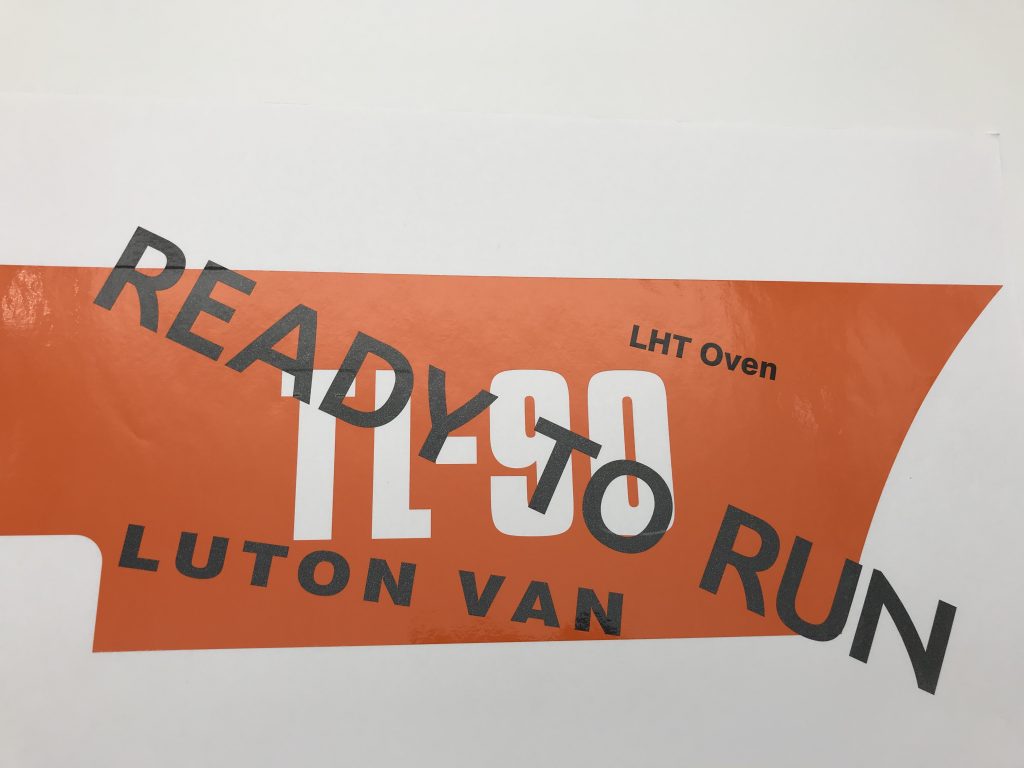 READY TO RUN
LHT Oven
TL-90
LUTON VAN